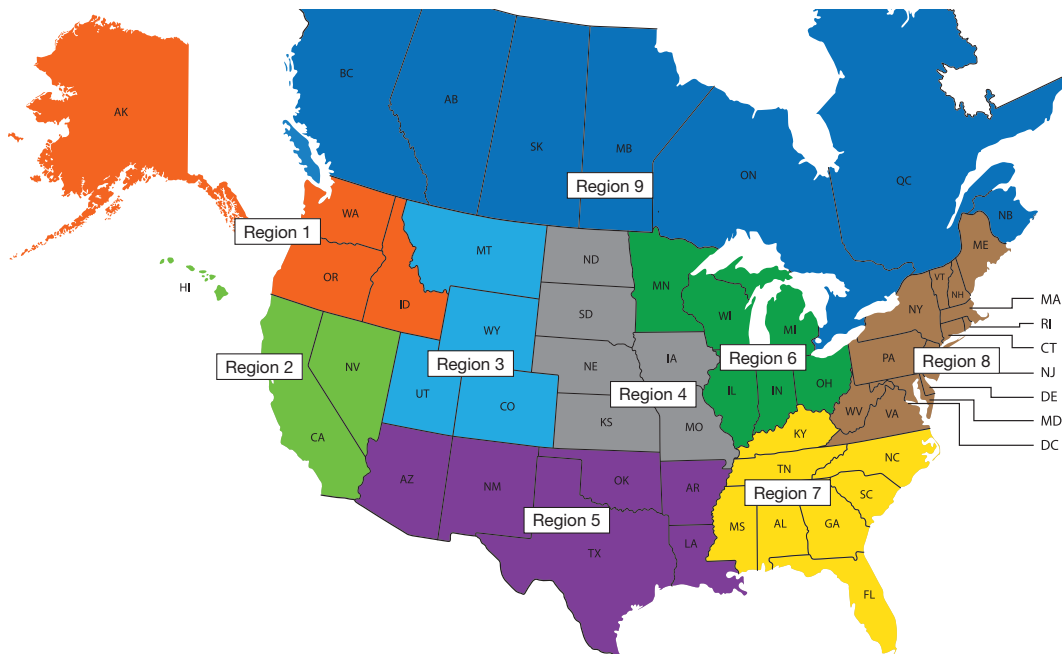 BC
AB
AK
SK
MB
ON
QC
Region 9
NB
WA
Region 1
ME
MT
ND
VT
OR
HI
MN
NH
MA
ID
NY
SD
WI
MI
RI
WY
CT
IA
PA
Region 6
Region 8
Region 2
NV
Region 3
NE
NJ
OH
UT
Region 4
IL
IN
DE
CO
WV
VA
MD
KS
MO
CA
KY
DC
NC
TN
AZ
OK
NM
AR
Region 7
SC
Region 5
MS
AL
GA
LA
TX
FL